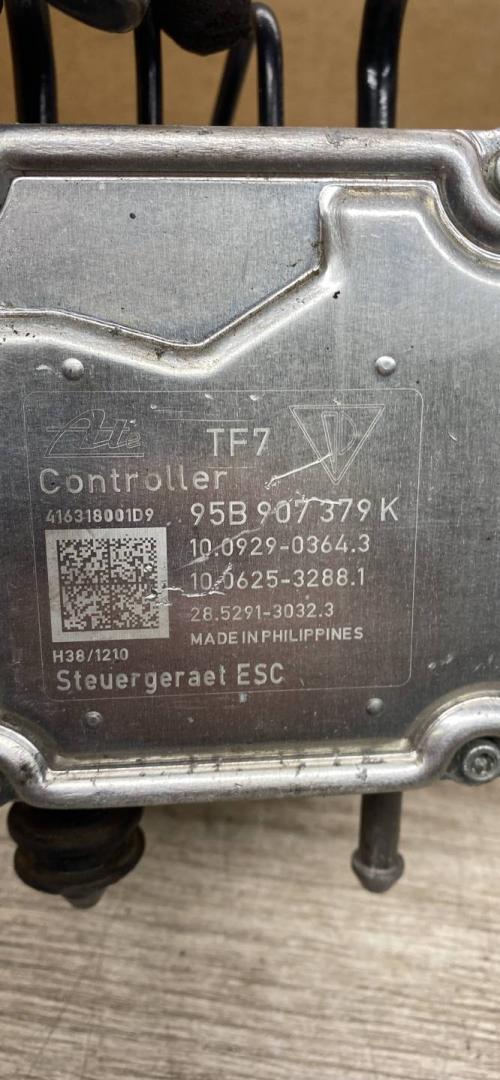 Ate
TF7
Controller
416318001D9
95B 907 379 K
10.0929-0364.3
10.0625-3288.1
28.5291-3032.3
MADE IN PHILIPPINES
H38/1210
Steuergeraet ESC